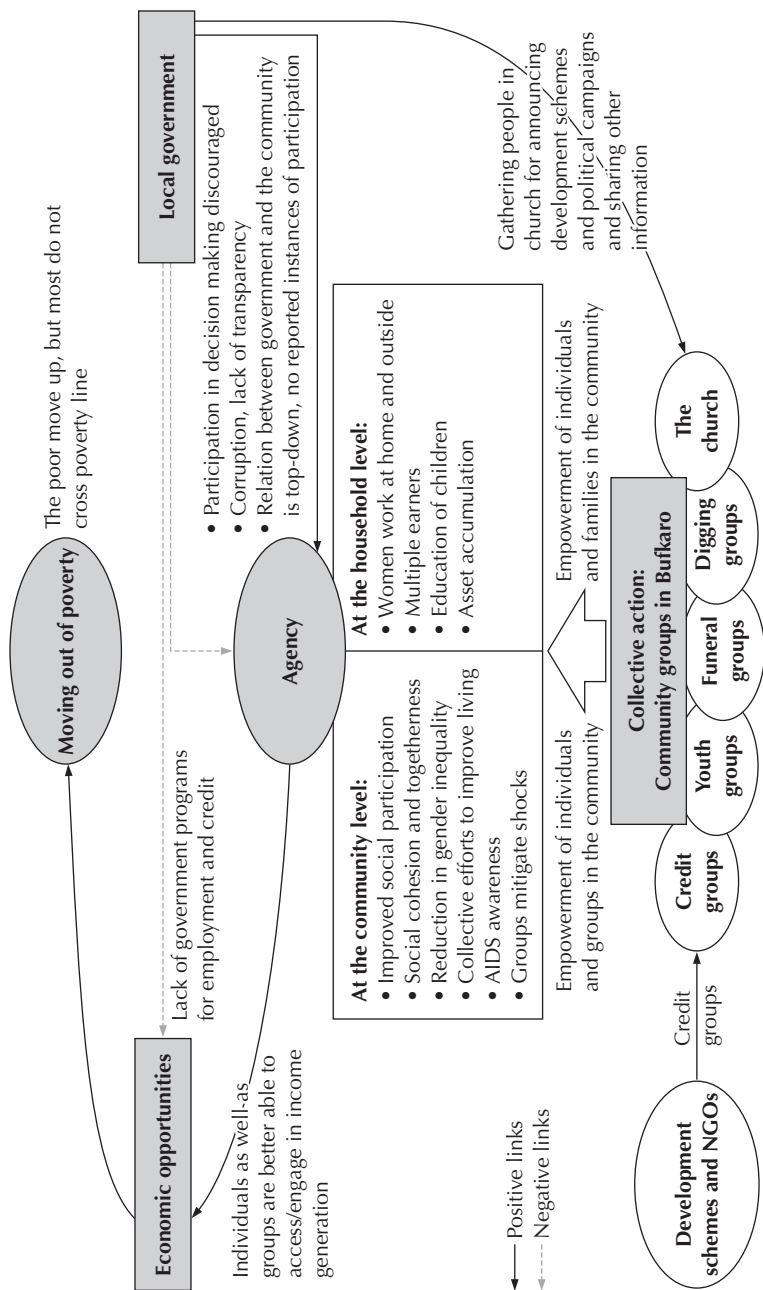 Moving out of poverty
The poor move up, but most do not
cross poverty line
Economic opportunities
Lack of government programs
for employment and credit
Local government
Individuals as well as
groups are better able to
access/engage in income
generation
Agency
• Participation in decision making discouraged
• Corruption, lack of transparency
• Relation between government and the community
is top-down, no reported instances of participation
At the community level:
• Improved social participation
• Social cohesion and togetherness
• Reduction in gender inequality
• Collective efforts to improve living
• AIDS awareness
• Groups mitigate shocks
At the household level:
• Women work at home and outside
• Multiple earners
• Education of children
• Asset accumulation
Gathering people in
church for announcing
development schemes
and political campaigns
and sharing other
information
Positive links
Negative links
Empowerment of individuals
and groups in the community
Empowerment of individuals
and families in the community
Collective action:
Community groups in Bufkaro
Development
schemes and NGOs
Credit
groups
Credit
groups
Youth
groups
Funeral
groups
Digging
groups
The
church